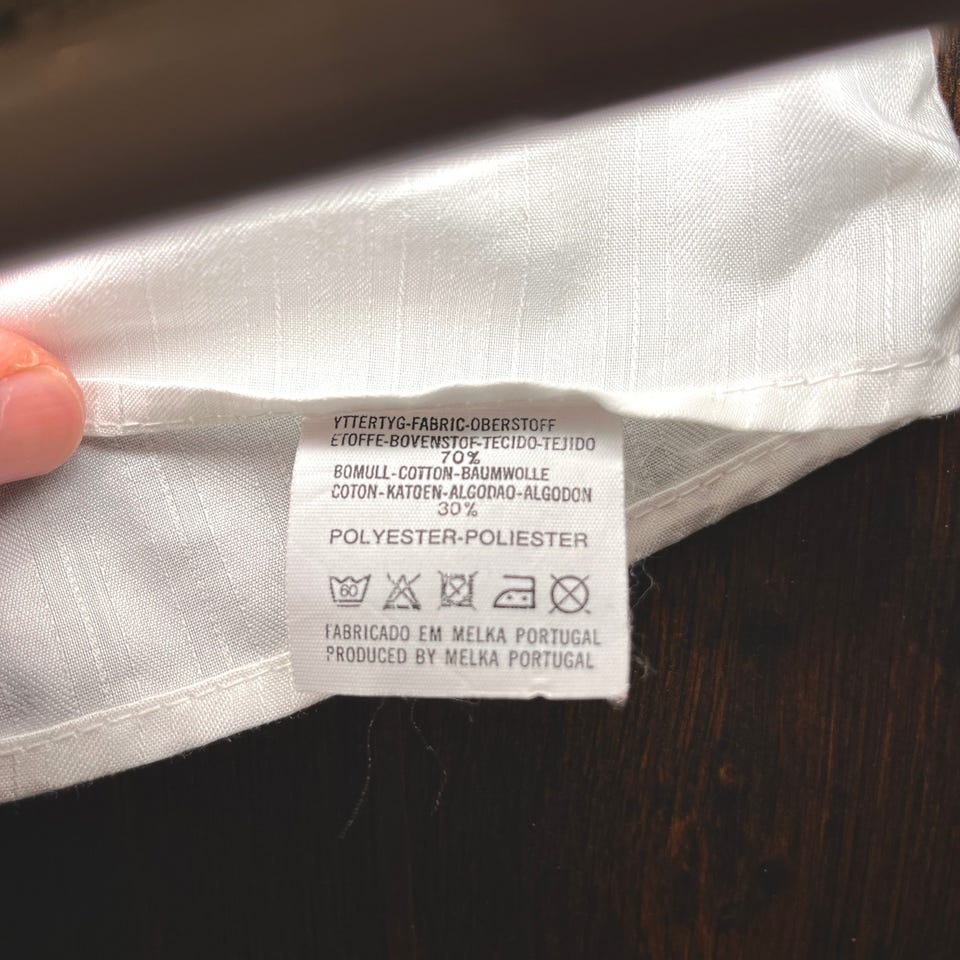 YTTERTYG-FABRIC-OBERSTOFF
ETOFFE-BOVENSTOF-TECIDO-TEJIDO
70%
BOMULL-COTTON-BAUMWOLLE
COTON-KATOEN-ALGODAO-ALGODON
30%
POLYESTER-POLIESTER
60
FABRICADO EM MELKA PORTUGAL
PRODUCED BY MELKA PORTUGAL